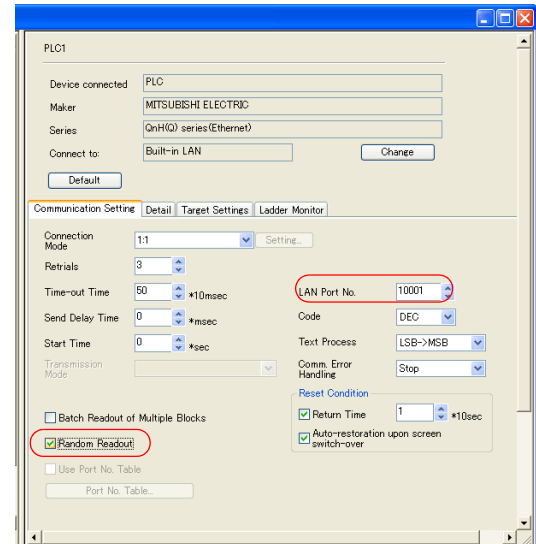 PLC1
Device connected PLC
Maker MITSUBISHI ELECTRIC
Series QnH(Q) series(Ethernet)
Connect to: Built-in LAN Change
Default
Communication Setting Detail Target Settings Ladder Monitor
Connection Mode 1:1 Setting...
Retrials 3
Time-out Time 50 *10msec LAN Port No. 10001
Send Delay Time 0 *msec Code DEC
Start Time 0 *sec Text Process LSB->MSB
Transmission Mode Comm. Error Handling Stop
Reset Condition
Batch Readout of Multiple Blocks Return Time 1 *10sec
Random Readout Auto-restoration upon screen switch-over
Use Port No. Table
Port No. Table...